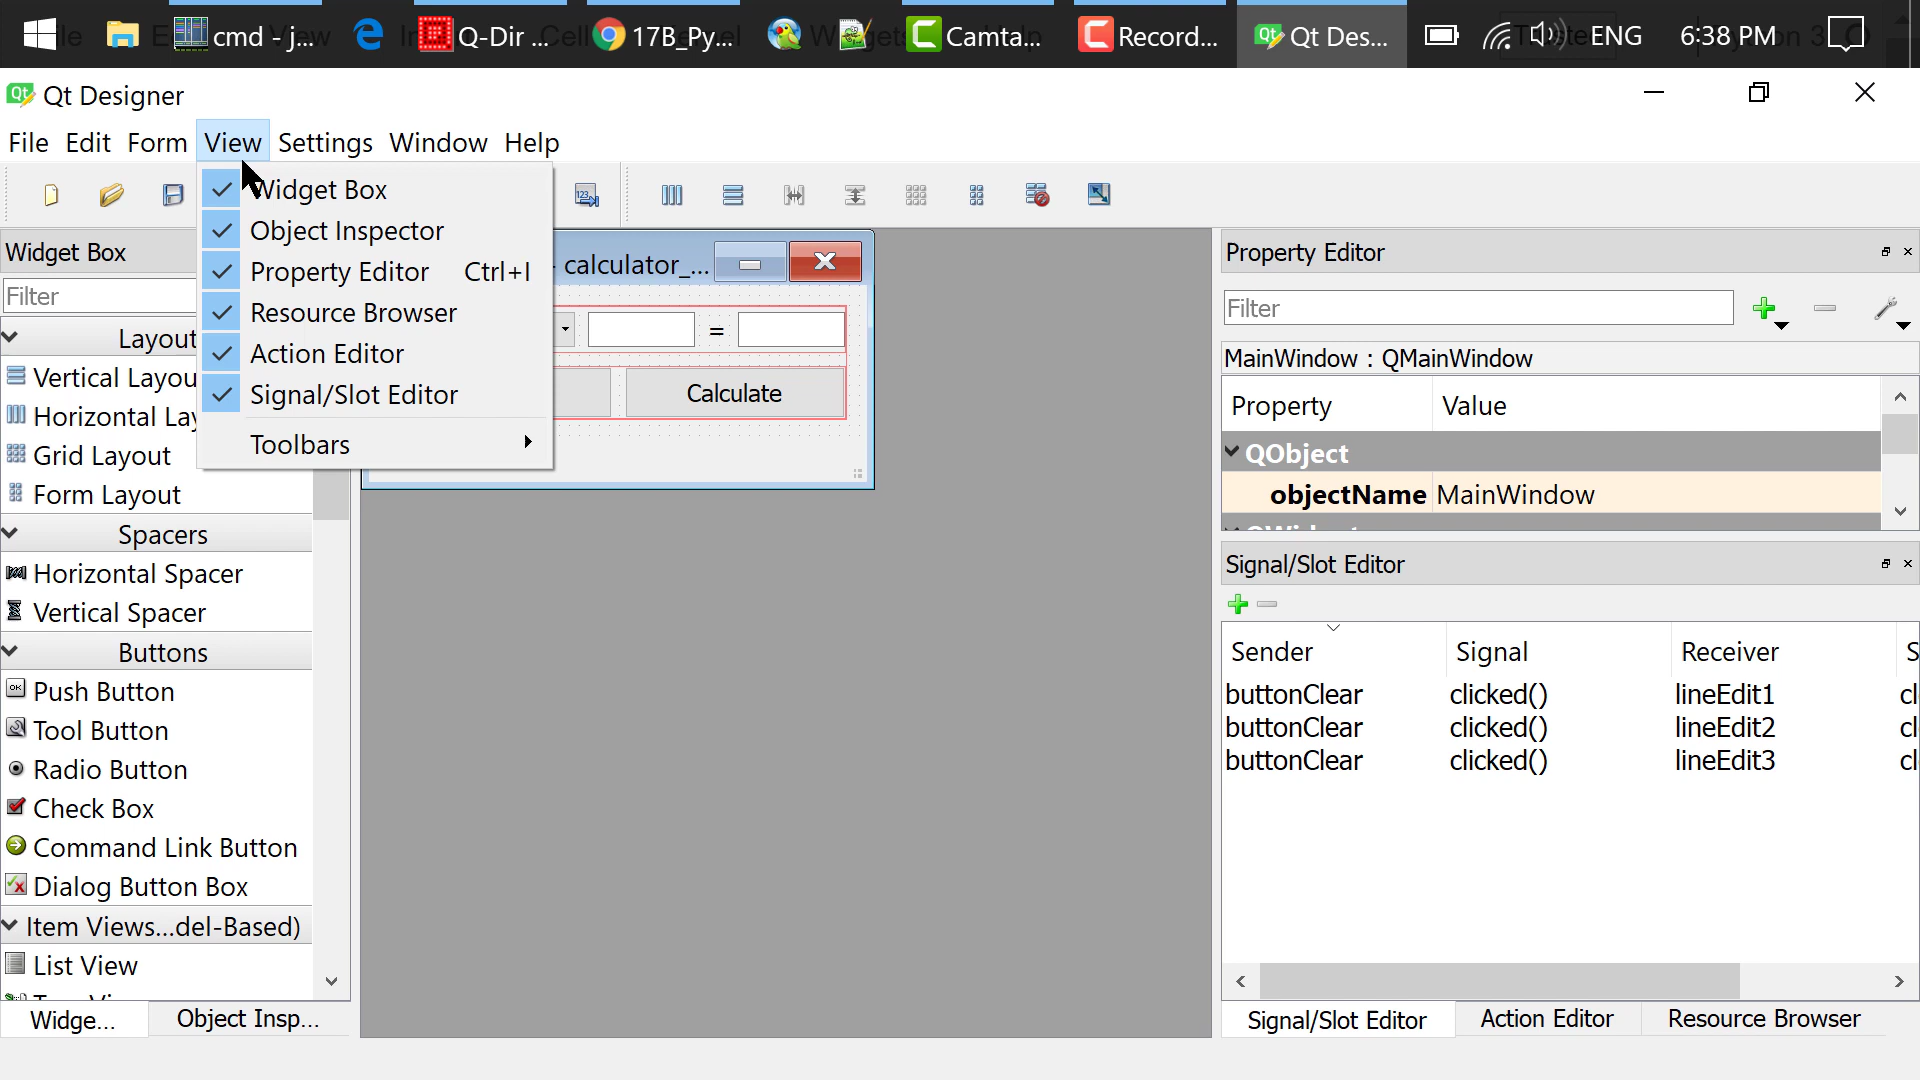 cmd - j...
Q-Dir ...
17B_Py...
Camta...
Record...
Qt Des...
ENG
6:38 PM
Qt Designer
File Edit Form View Settings Window Help
Widget Box
Object Inspector
Property Editor Ctrl+I
Resource Browser
Action Editor
Signal/Slot Editor
Toolbars
Widget Box
Filter
Layout
Vertical Layou
Horizontal Lay
Grid Layout
Form Layout
Spacers
Horizontal Spacer
Vertical Spacer
Buttons
Push Button
Tool Button
Radio Button
Check Box
Command Link Button
Dialog Button Box
Item Views...del-Based)
List View
Widge...
Object Insp...
- calculator_...
=
Calculate
Property Editor
Filter
MainWindow : QMainWindow
Property Value
QObject
objectName MainWindow
Signal/Slot Editor
Sender Signal Receiver S
buttonClear clicked() lineEdit1 cl
buttonClear clicked() lineEdit2 cl
buttonClear clicked() lineEdit3 cl
Signal/Slot Editor
Action Editor
Resource Browser